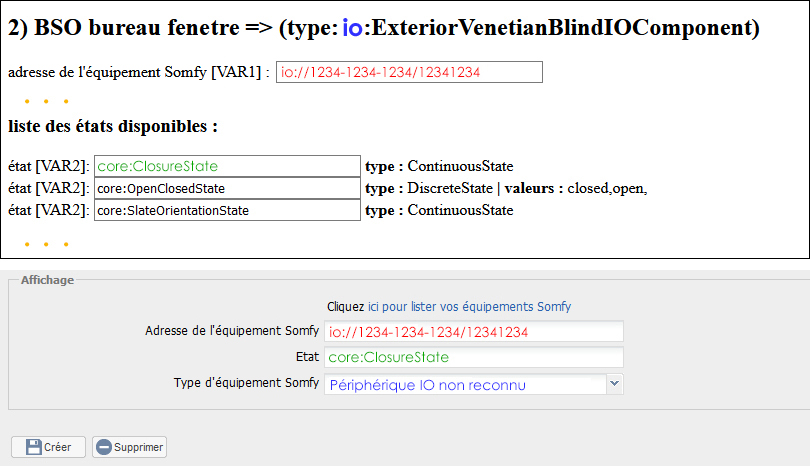 2) BSO bureau fenetre => (type: io:ExteriorVenetianBlindIOComponent)
adresse de l'équipement Somfy [VAR1] : io://1234-1234-1234/12341234
• • •
liste des états disponibles :
état [VAR2]: core:ClosureState type : ContinuousState
état [VAR2]: core:OpenClosedState type : DiscreteState | valeurs : closed,open,
état [VAR2]: core:SlateOrientationState type : ContinuousState
• • •
Affichage
Cliquez ici pour lister vos équipements Somfy
Adresse de l'équipement Somfy io://1234-1234-1234/12341234
Etat core:ClosureState
Type d'équipement Somfy Périphérique IO non reconnu
Créer Supprimer